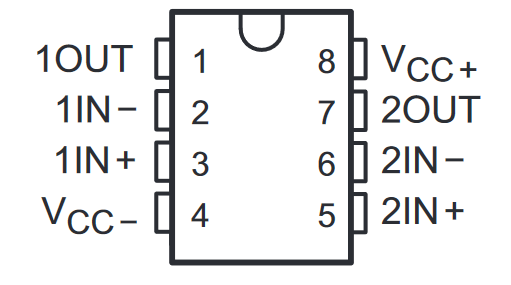 1OUT 1 8 VCC+
1IN− 2 7 2OUT
1IN+ 3 6 2IN−
VCC− 4 5 2IN+